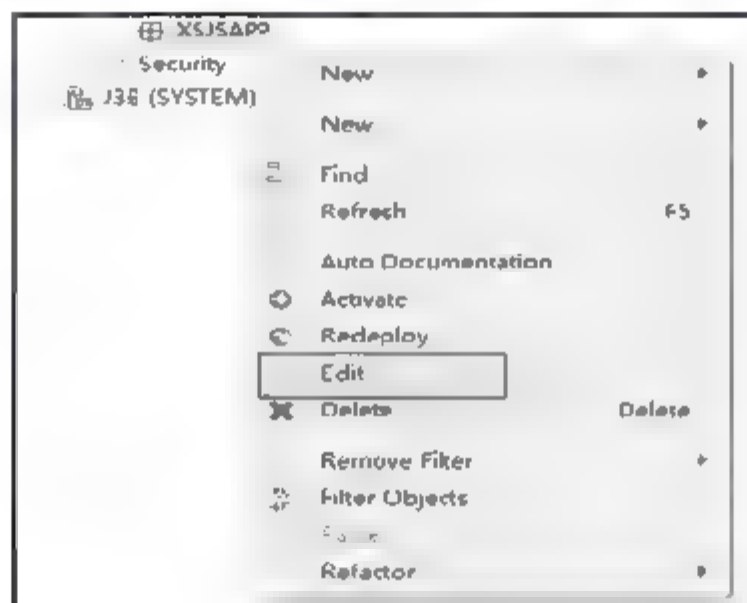 XSJSAPP
Security
J36 (SYSTEM)
New
New
Find
Refresh F5
Auto Documentation
Activate
Redeploy
Edit
Delete Delete
Remove Filter
Filter Objects
Refactor